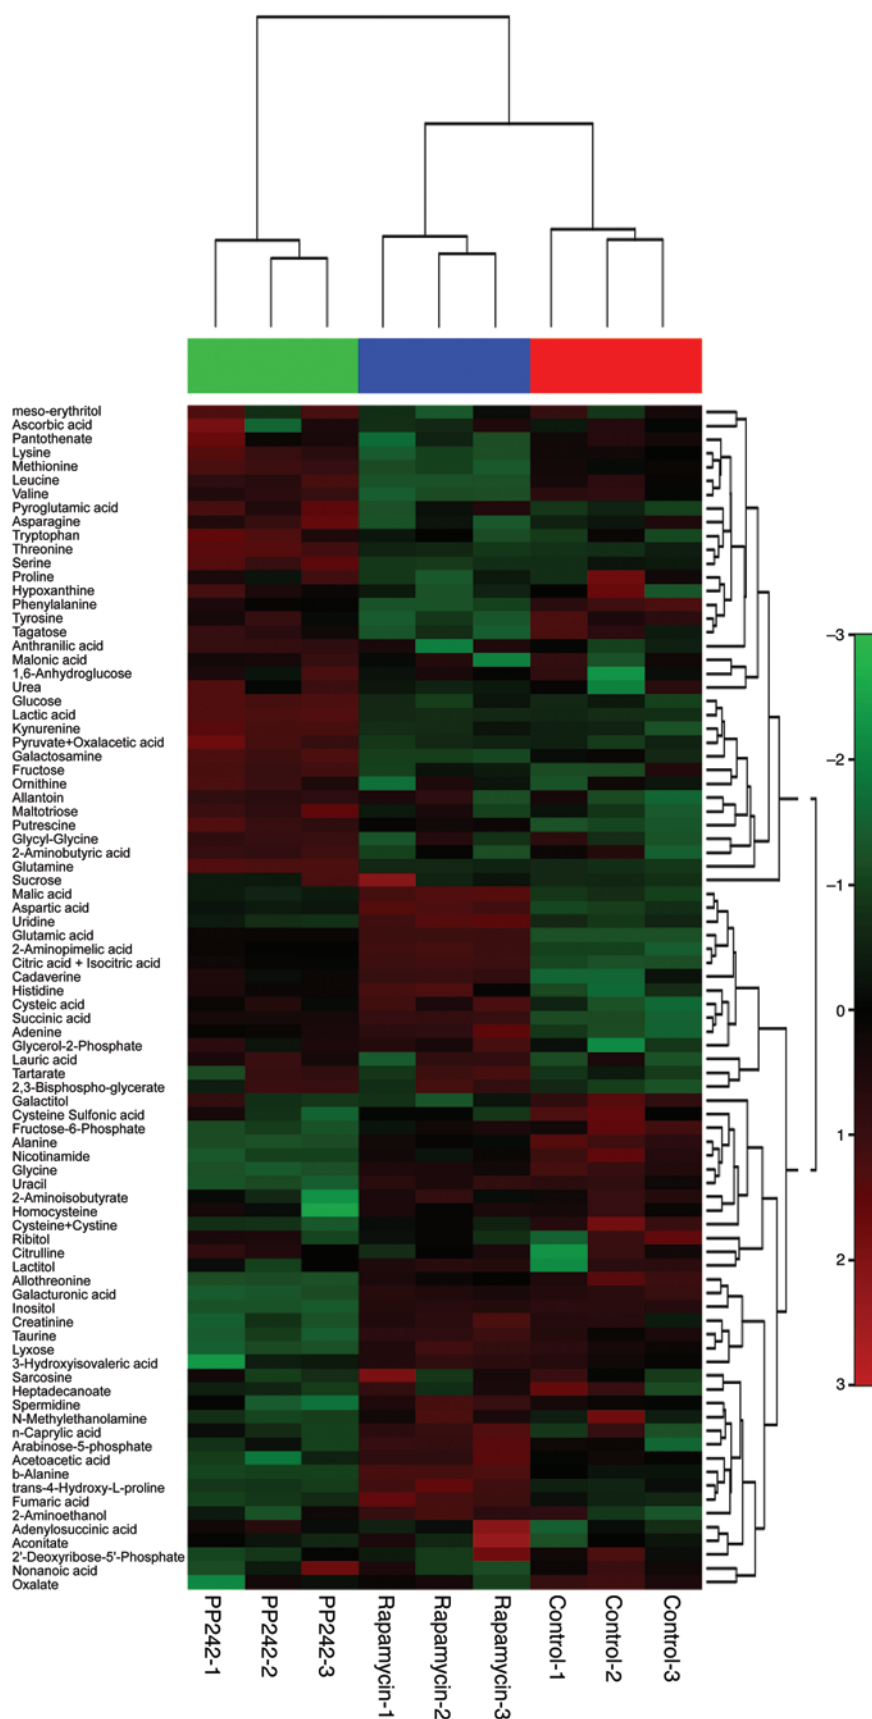 meso-erythritol
Ascorbic acid
Pantothenate
Lysine
Methionine
Leucine
Valine
Pyroglutamic acid
Asparagine
Tryptophan
Threonine
Serine
Proline
Hypoxanthine
Phenylalanine
Tyrosine
Tagatose
Anthranilic acid
Malonic acid
1,6-Anhydroglucose
Urea
Glucose
Lactic acid
Kynurenine
Pyruvate+Oxalacetic acid
Galactosamine
Fructose
Ornithine
Allantoin
Maltotriose
Putrescine
Glycyl-Glycine
2-Aminobutyric acid
Glutamine
Sucrose
Malic acid
Aspartic acid
Uridine
Glutamic acid
2-Aminopimelic acid
Citric acid + Isocitric acid
Cadaverine
Histidine
Cysteic acid
Succinic acid
Adenine
Glycerol-2-Phosphate
Lauric acid
Tartarate
2,3-Bisphospho-glycerate
Galactitol
Cysteine Sulfonic acid
Fructose-6-Phosphate
Alanine
Nicotinamide
Glycine
Uracil
2-Aminoisobutyrate
Homocysteine
Cysteine+Cystine
Ribitol
Citrulline
Lactitol
Allothreonine
Galacturonic acid
Inositol
Creatinine
Taurine
Lyxose
3-Hydroxyisovaleric acid
Sarcosine
Heptadecanoate
Spermidine
N-Methylethanolamine
n-Caprylic acid
Arabinose-5-phosphate
Acetoacetic acid
b-Alanine
trans-4-Hydroxy-L-proline
Fumaric acid
2-Aminoethanol
Adenylosuccinic acid
Aconitate
2'-Deoxyribose-5'-Phosphate
Nonanoic acid
Oxalate
PP242-1
PP242-2
PP242-3
Rapamycin-1
Rapamycin-2
Rapamycin-3
Control-1
Control-2
Control-3
–3
–2
–1
0
1
2
3